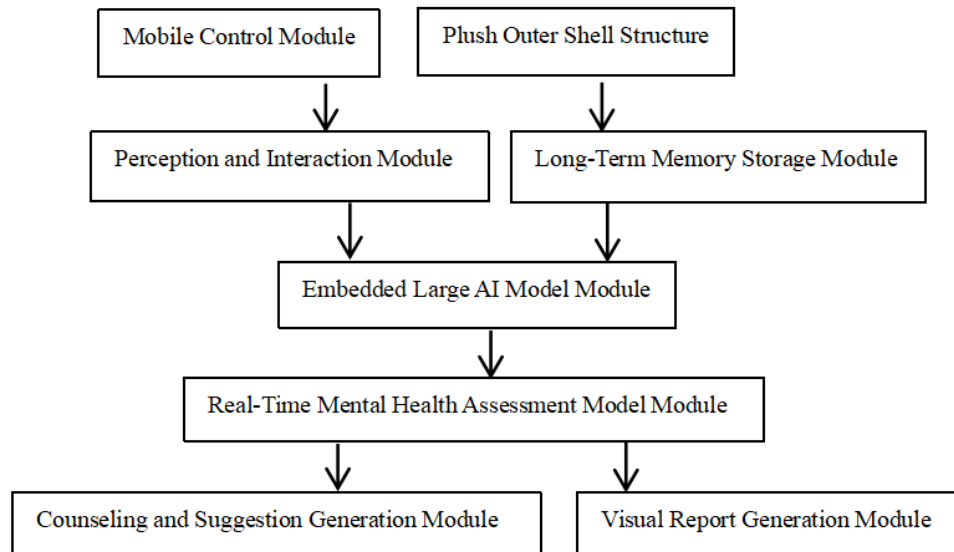 Mobile Control Module
Plush Outer Shell Structure
Perception and Interaction Module
Long-Term Memory Storage Module
Embedded Large AI Model Module
Real-Time Mental Health Assessment Model Module
Counseling and Suggestion Generation Module
Visual Report Generation Module